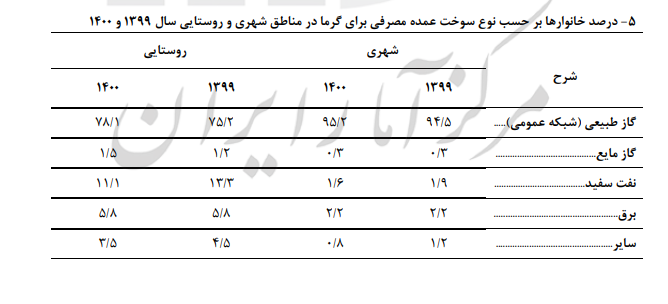 ۵- درصد خانوارها بر حسب نوع سوخت عمده مصرفی برای گرما در مناطق شهری و روستایی سال ۱۳۹۹ و ۱۴۰۰
شرح شهری روستایی
۱۳۹۹ ۱۴۰۰ ۱۳۹۹ ۱۴۰۰
گاز طبیعی (شبکه عمومی)..... ۹۴/۵ ۹۵/۲ ۷۵/۲ ۷۸/۱
گاز مایع........................................ ۰/۳ ۰/۳ ۱/۲ ۱/۵
نفت سفید..................................... ۱/۹ ۱/۶ ۱۳/۳ ۱۱/۱
برق.................................................. ۲/۲ ۲/۲ ۵/۸ ۵/۸
سایر............................................... ۱/۲ ۰/۸ ۴/۵ ۳/۵
مرکز آمار ایران